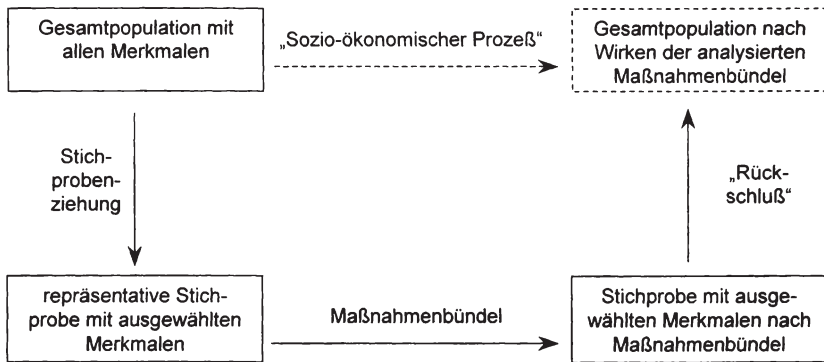 Gesamtpopulation mit
allen Merkmalen
„Sozio-ökonomischer Prozeß“
Gesamtpopulation nach
Wirken der analysierten
Maßnahmenbündel
Stich-
proben-
ziehung
„Rück-
schluß“
repräsentative Stich-
probe mit ausgewählten
Merkmalen
Maßnahmenbündel
Stichprobe mit ausge-
wählten Merkmalen nach
Maßnahmenbündel